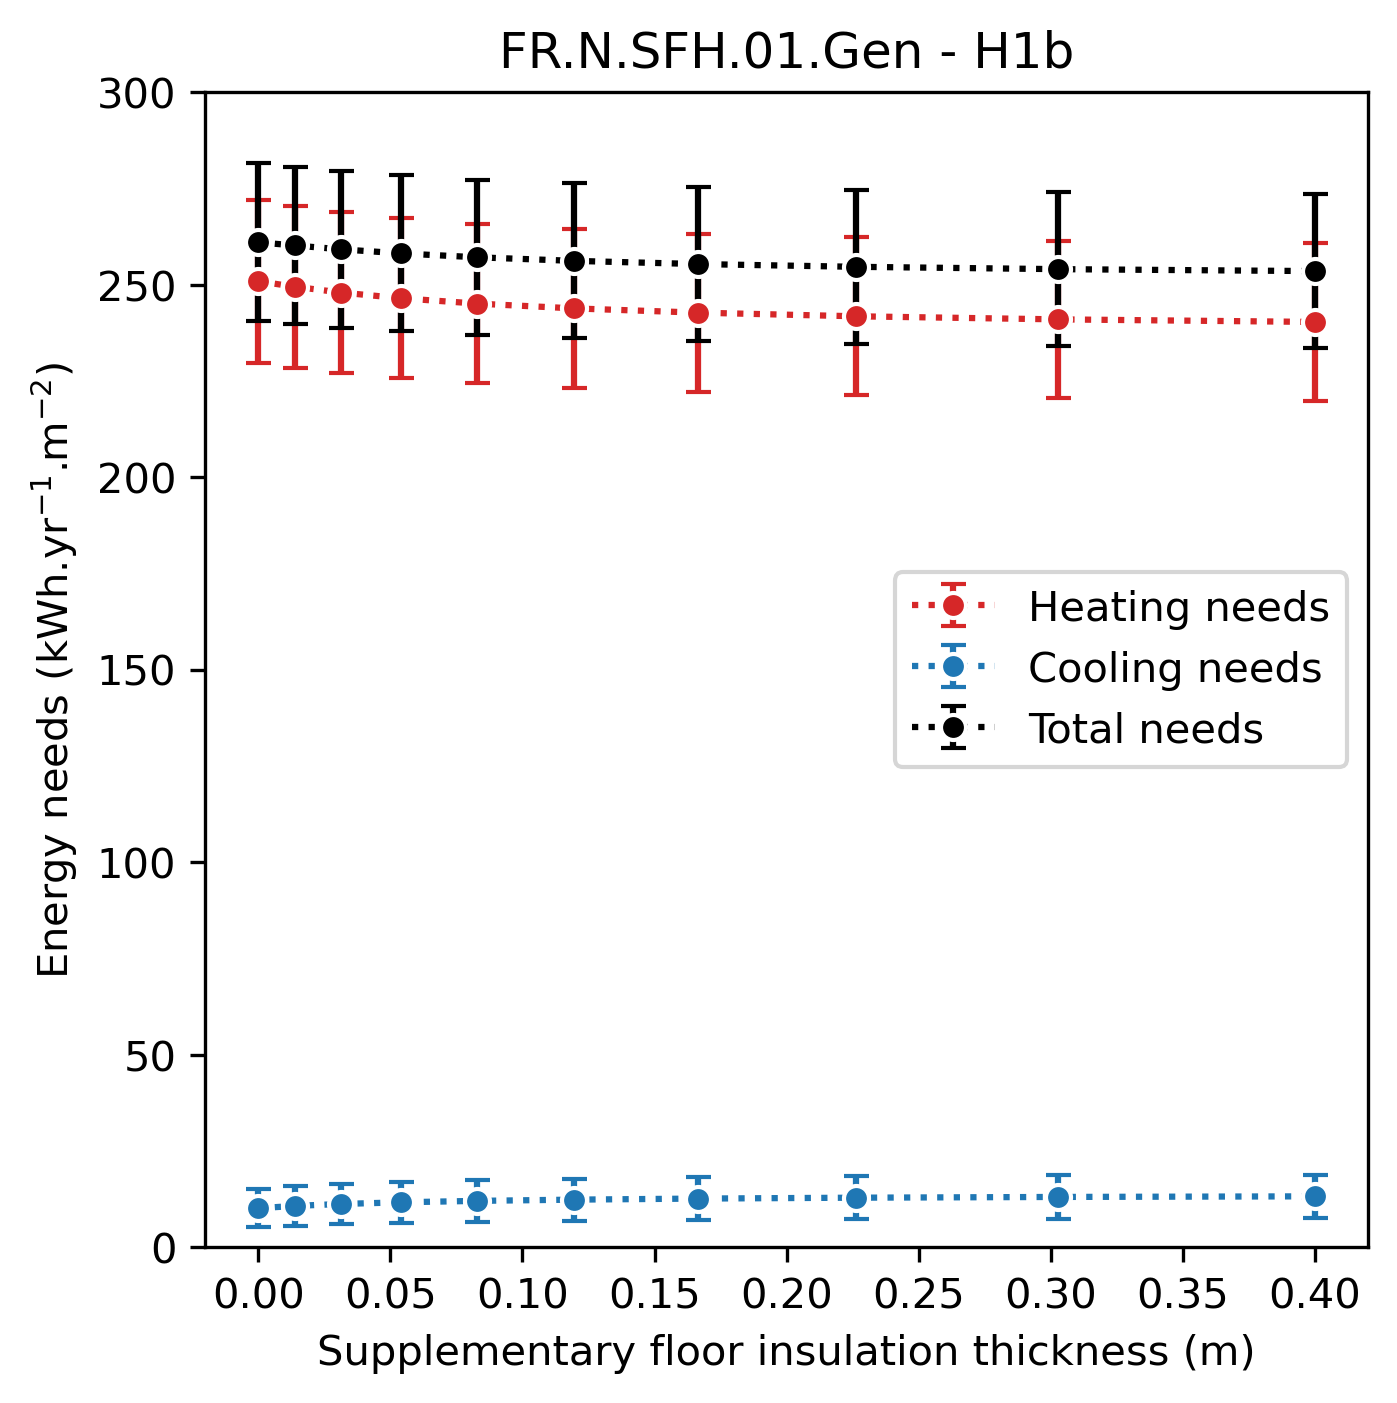 FR.N.SFH.01.Gen - H1b
300
250
200
150
100
50
0
Energy needs (kWh.yr⁻¹.m⁻²)
Heating needs
Cooling needs
Total needs
0.00 0.05 0.10 0.15 0.20 0.25 0.30 0.35 0.40
Supplementary floor insulation thickness (m)